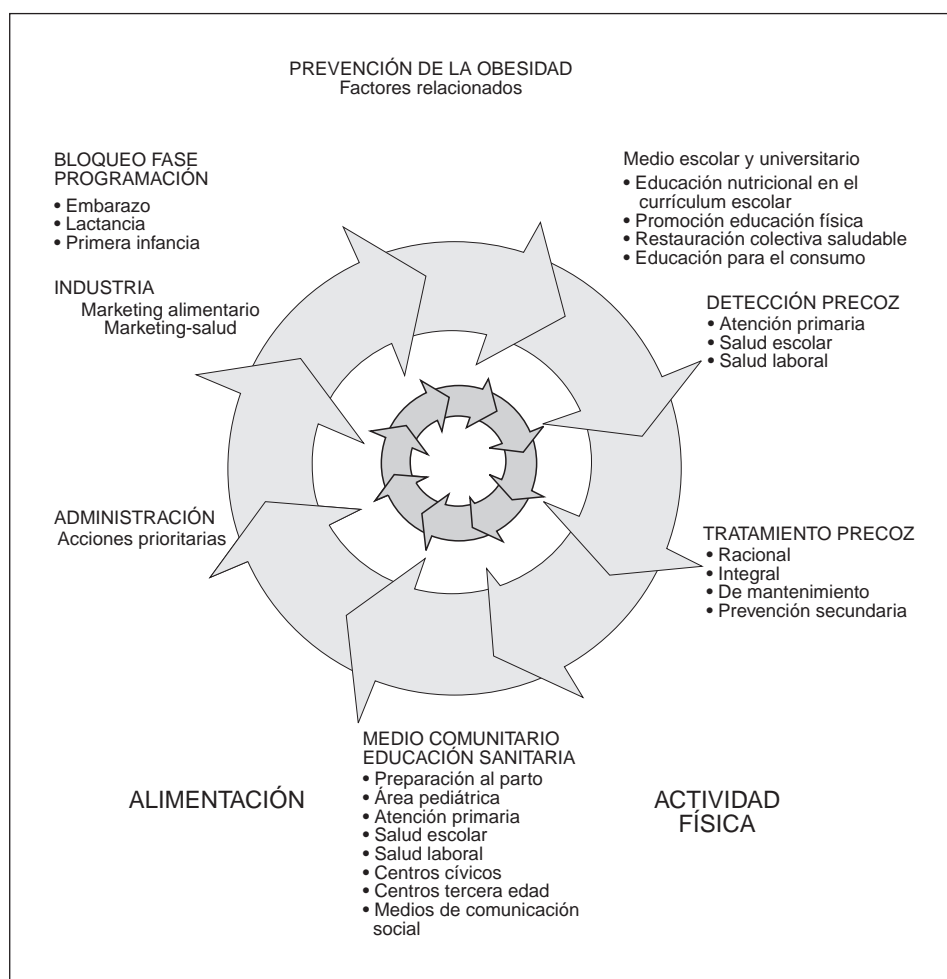 PREVENCIÓN DE LA OBESIDAD
Factores relacionados
BLOQUEO FASE
PROGRAMACIÓN
• Embarazo
• Lactancia
• Primera infancia
INDUSTRIA
Marketing alimentario
Marketing-salud
ADMINISTRACIÓN
Acciones prioritarias
Medio escolar y universitario
• Educación nutricional en el
currículum escolar
• Promoción educación física
• Restauración colectiva saludable
• Educación para el consumo
DETECCIÓN PRECOZ
• Atención primaria
• Salud escolar
• Salud laboral
TRATAMIENTO PRECOZ
• Racional
• Integral
• De mantenimiento
• Prevención secundaria
MEDIO COMUNITARIO
EDUCACIÓN SANITARIA
• Preparación al parto
• Área pediátrica
• Atención primaria
• Salud escolar
• Salud laboral
• Centros cívicos
• Centros tercera edad
• Medios de comunicación
social
ALIMENTACIÓN
ACTIVIDAD
FÍSICA